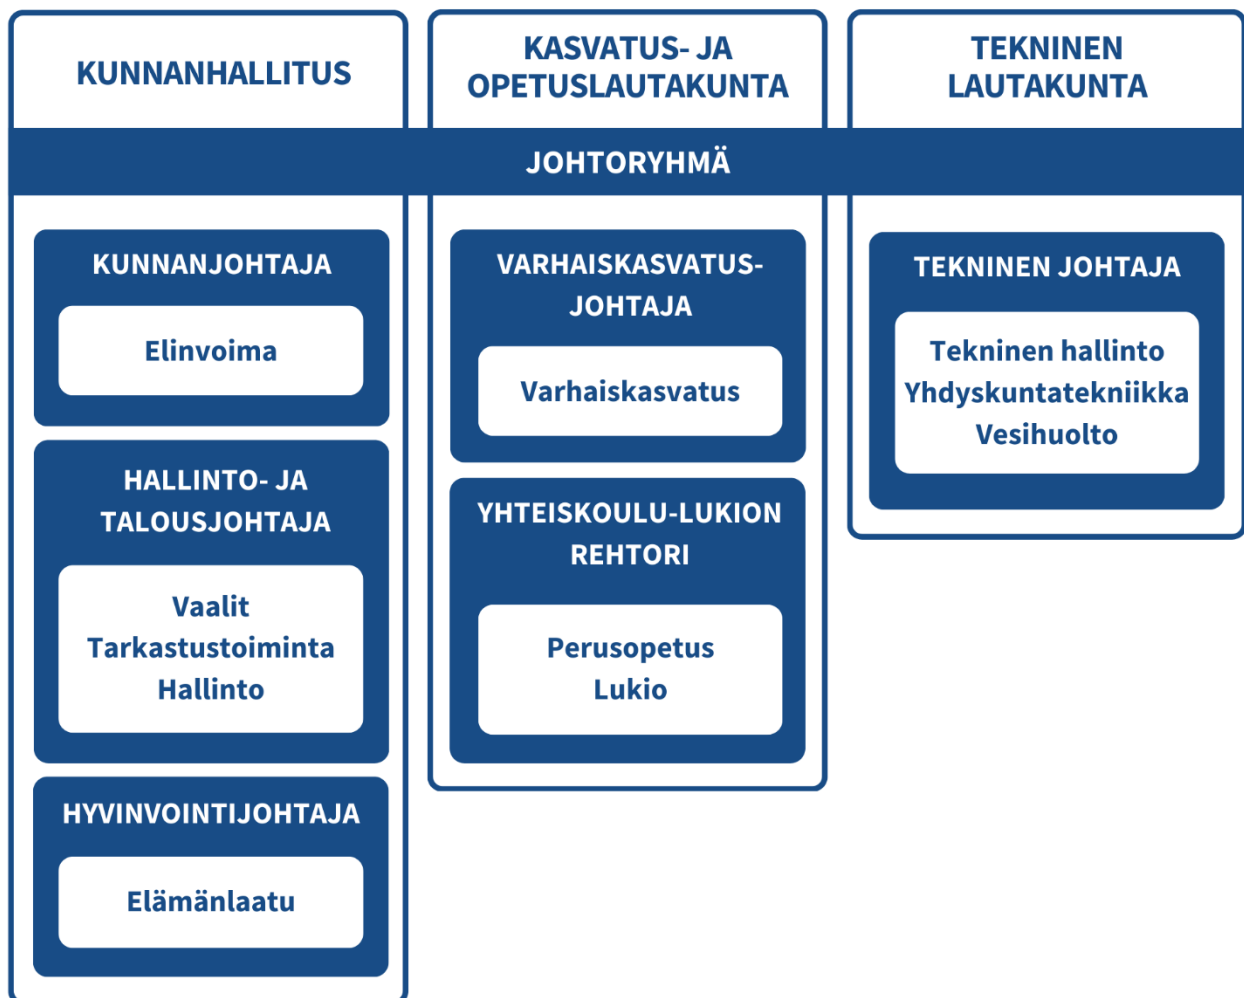 KUNNANHALLITUS
KASVATUS- JA
OPETUSLAUTAKUNTA
TEKNINEN
LAUTAKUNTA
JOHTORYHMÄ
KUNNANJOHTAJA
Elinvoima
HALLINTO- JA
TALOUSJOHTAJA
Vaalit
Tarkastustoiminta
Hallinto
HYVINVOINTIJOHTAJA
Elämänlaatu
VARHAISKASVATUS-
JOHTAJA
Varhaiskasvatus
YHTEISKOULU-LUKION
REHTORI
Perusopetus
Lukio
TEKNINEN JOHTAJA
Tekninen hallinto
Yhdyskuntatekniikka
Vesihuolto